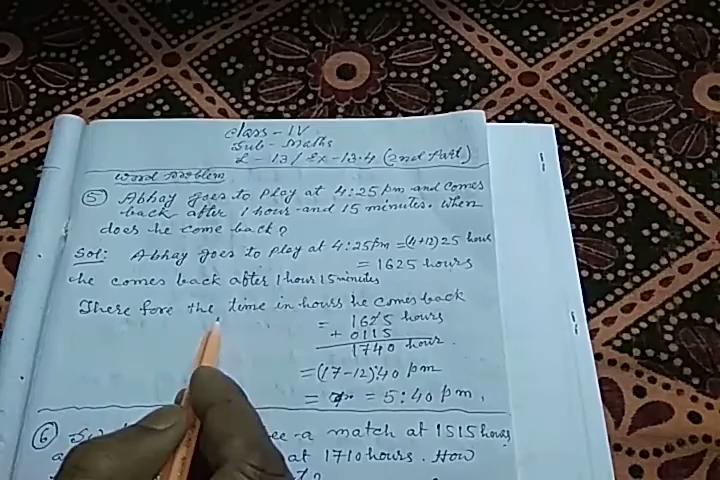 Class - IV
Sub - Maths
L - 13 / Ex - 13.4 (2nd Part)
Word Problem
5 Abhay goes to play at 4:25 pm and comes
back after 1 hour and 15 minutes. When
does he come back?
Sol: Abhay goes to play at 4:25 pm = (4+12) 25 hour
= 1625 hours
he comes back after 1 hour 15 minutes
There fore the time in hours he comes back
= 1625 hours
+ 0115
1740 hour.
= (17-12):40 pm
= = 5:40 pm.
6 a match at 1515 hours
at 1710 hours. How